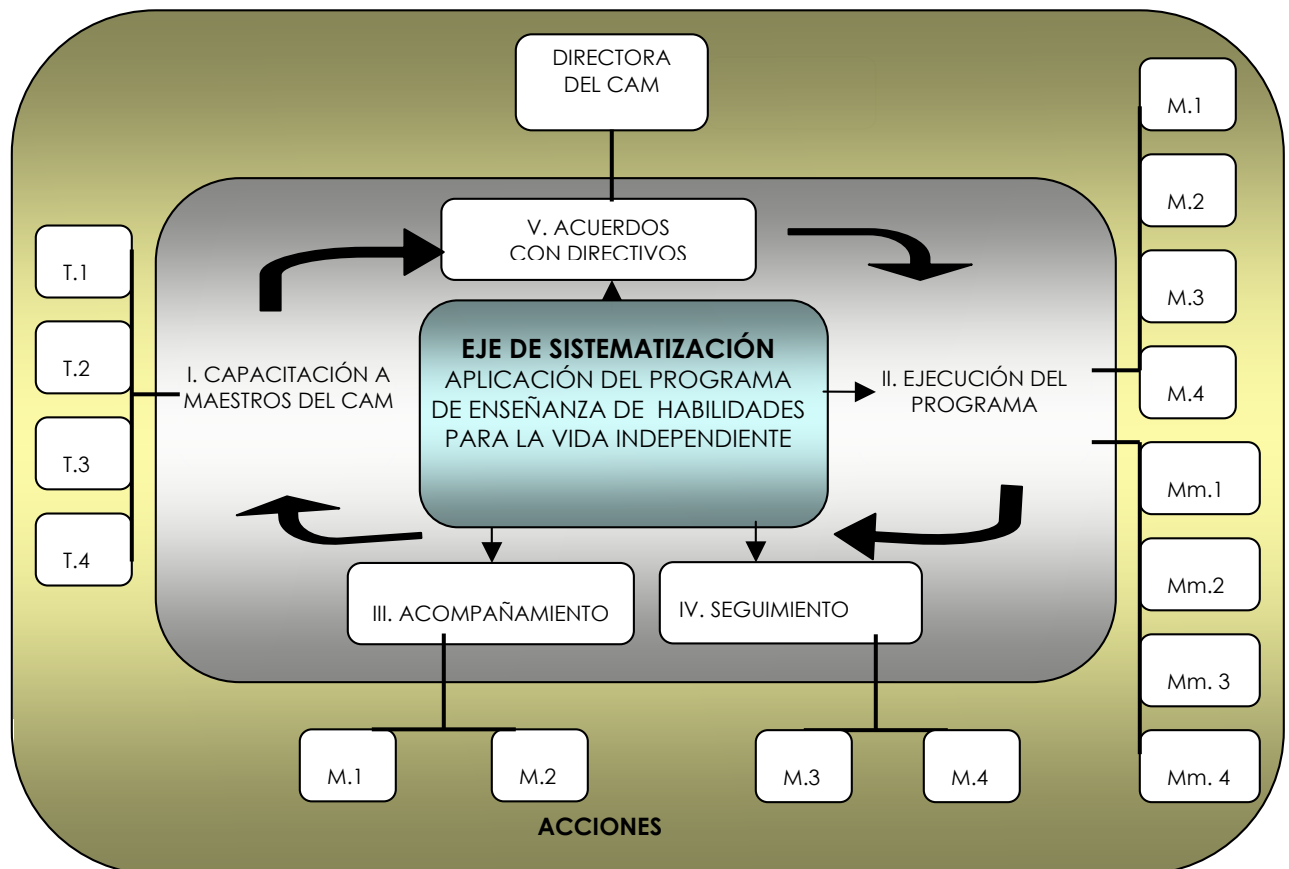 DIRECTORA
DEL CAM
M.1
M.2
M.3
M.4
V. ACUERDOS
CON DIRECTIVOS
T.1
T.2
T.3
T.4
I. CAPACITACIÓN A
MAESTROS DEL CAM
EJE DE SISTEMATIZACIÓN
APLICACIÓN DEL PROGRAMA
DE ENSEÑANZA DE HABILIDADES
PARA LA VIDA INDEPENDIENTE
II. EJECUCIÓN DEL
PROGRAMA
Mm.1
Mm.2
Mm. 3
Mm. 4
III. ACOMPAÑAMIENTO
IV. SEGUIMIENTO
M.1
M.2
M.3
M.4
ACCIONES